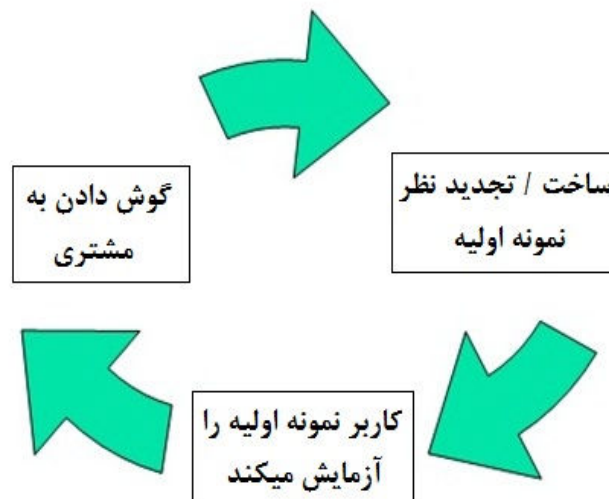 گوش دادن به
مشتری
ساخت / تجدید نظر
نمونه اولیه
کاربر نمونه اولیه را
آزمایش میکند